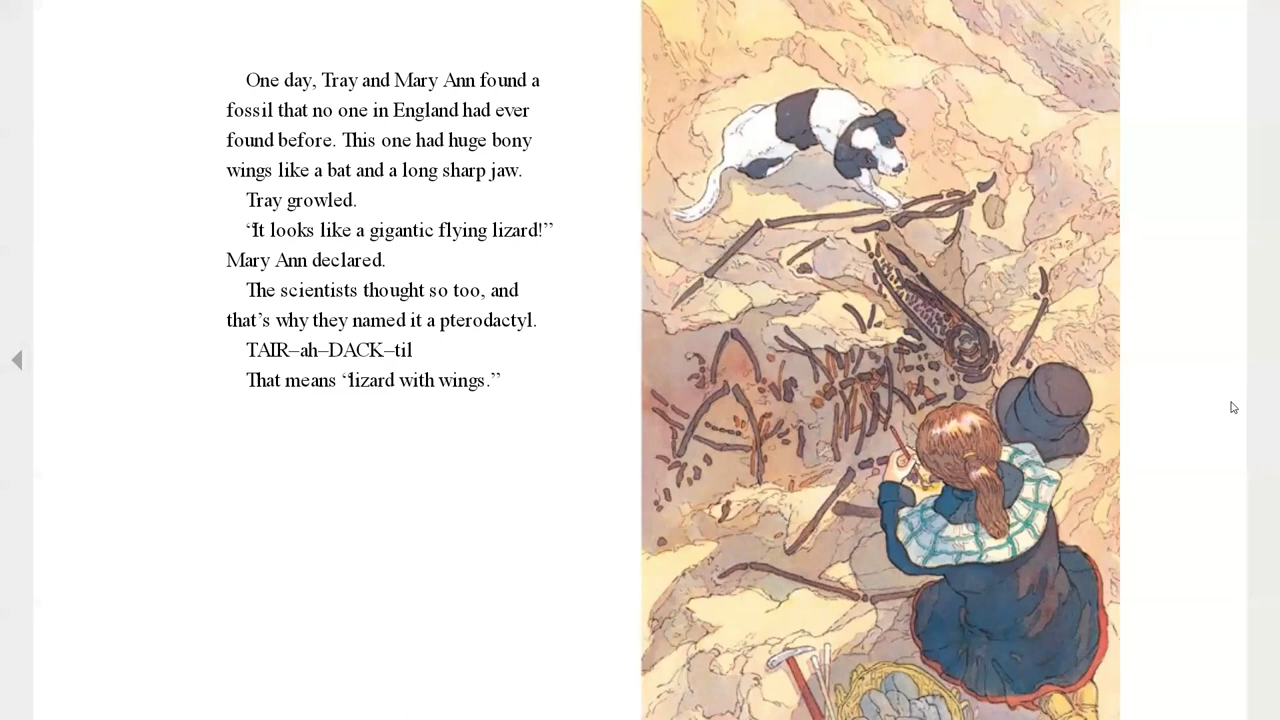 One day, Tray and Mary Ann found a
fossil that no one in England had ever
found before. This one had huge bony
wings like a bat and a long sharp jaw.
Tray growled.
“It looks like a gigantic flying lizard!”
Mary Ann declared.
The scientists thought so too, and
that’s why they named it a pterodactyl.
TAIR–ah–DACK–til
That means “lizard with wings.”